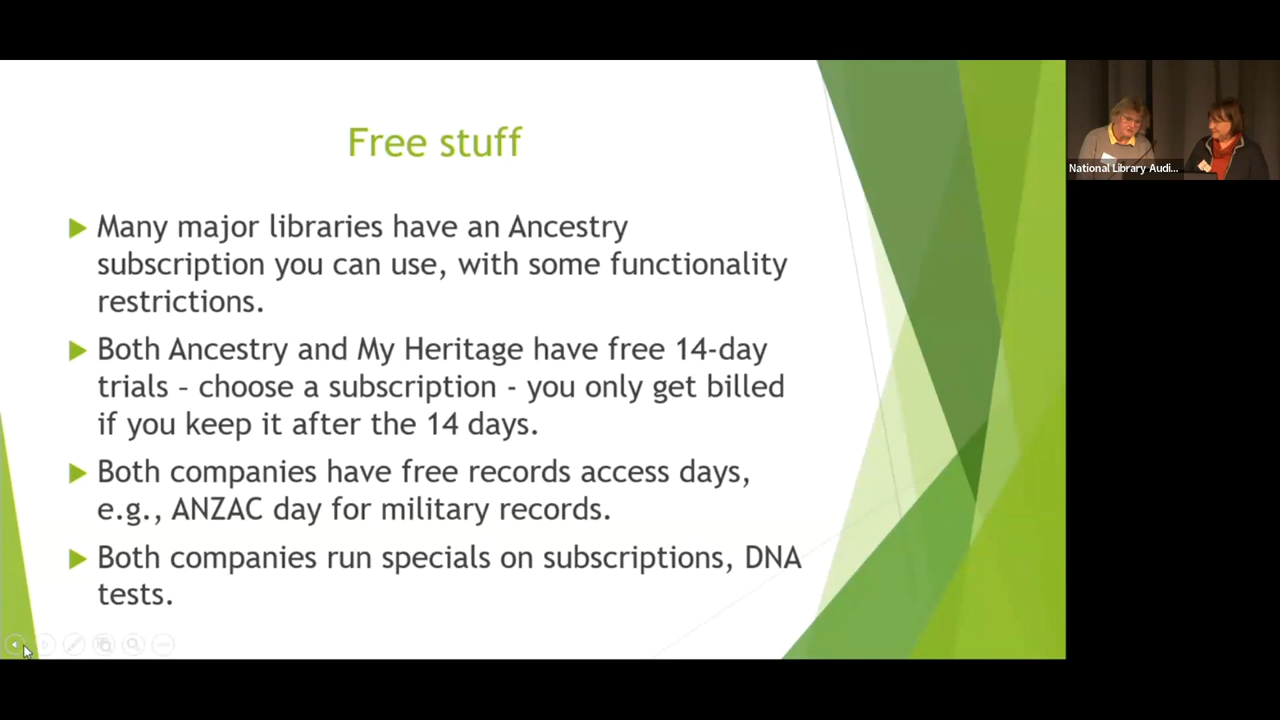 Free stuff
Many major libraries have an Ancestry
subscription you can use, with some functionality
restrictions.
Both Ancestry and My Heritage have free 14-day
trials – choose a subscription - you only get billed
if you keep it after the 14 days.
Both companies have free records access days,
e.g., ANZAC day for military records.
Both companies run specials on subscriptions, DNA
tests.
National Library Audi...